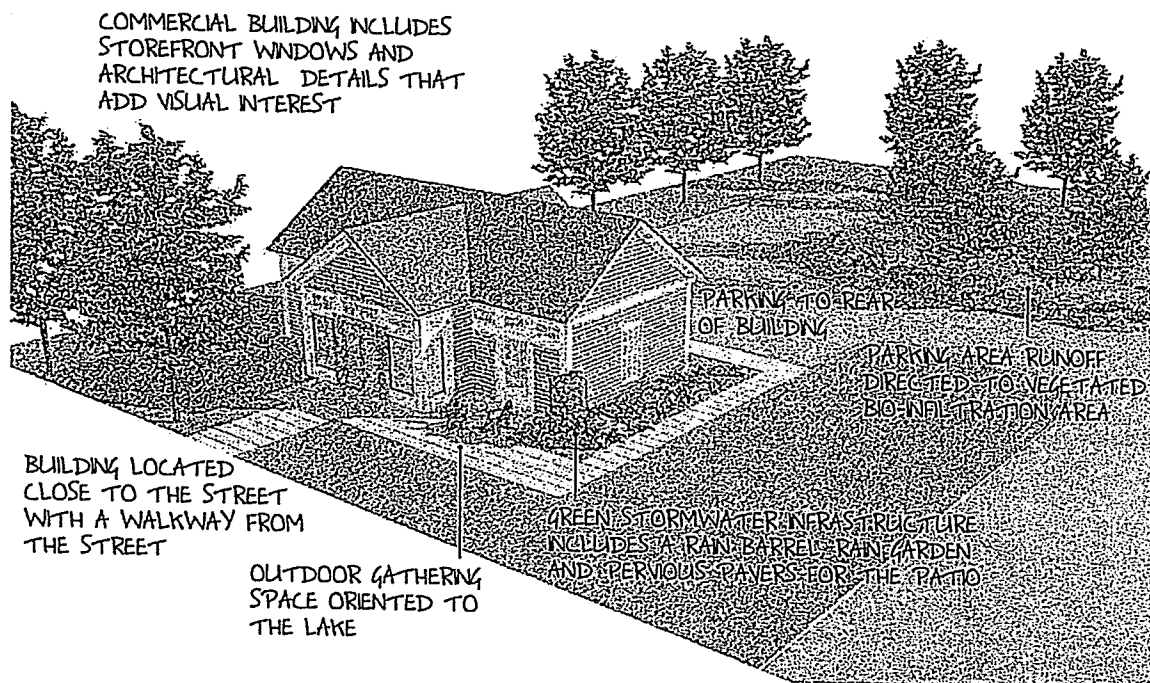 COMMERCIAL BUILDING INCLUDES
STOREFRONT WINDOWS AND
ARCHITECTURAL DETAILS THAT
ADD VISUAL INTEREST
PARKING TO REAR
OF BUILDING
PARKING AREA RUNOFF
DIRECTED TO VEGETATED
BIO-INFILTRATION AREA
BUILDING LOCATED
CLOSE TO THE STREET
WITH A WALKWAY FROM
THE STREET
OUTDOOR GATHERING
SPACE ORIENTED TO
THE LAKE
GREEN STORMWATER INFRASTRUCTURE
INCLUDES A RAIN BARREL, RAIN GARDEN
AND PERVIOUS PAVERS FOR THE PATIO